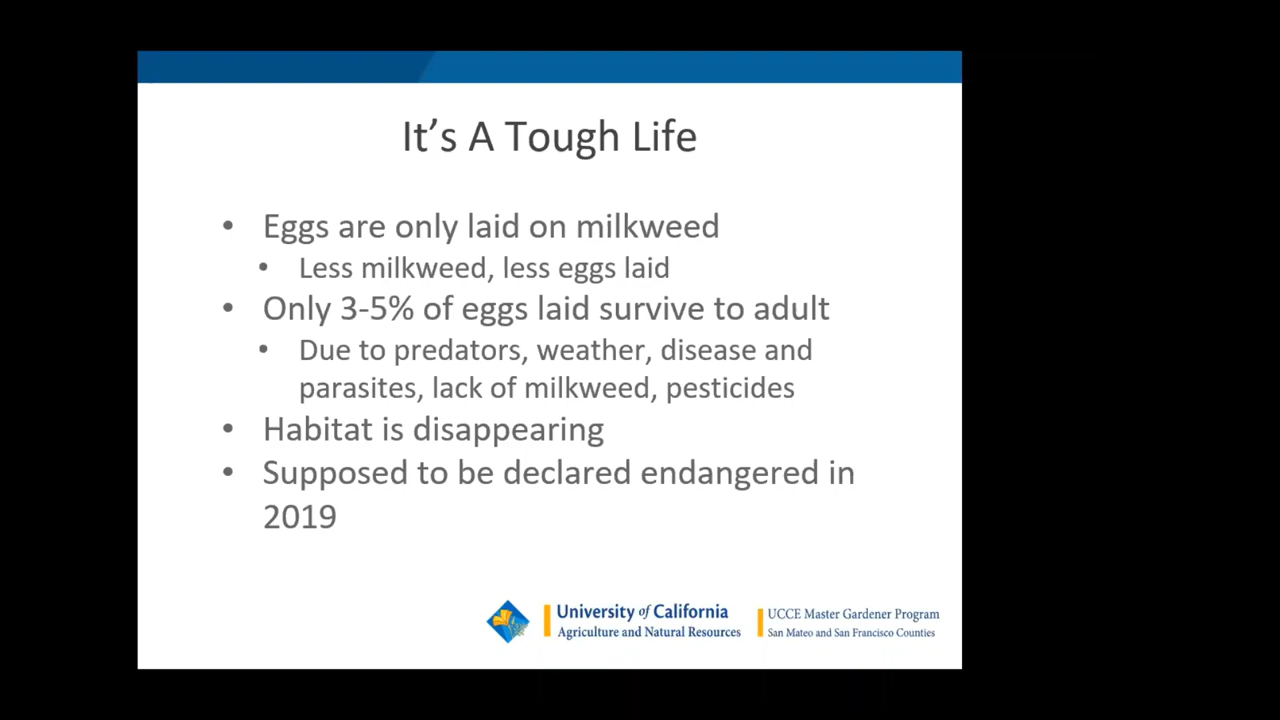 It's A Tough Life
• Eggs are only laid on milkweed
• Less milkweed, less eggs laid
• Only 3-5% of eggs laid survive to adult
• Due to predators, weather, disease and
parasites, lack of milkweed, pesticides
• Habitat is disappearing
• Supposed to be declared endangered in
2019
University of California
Agriculture and Natural Resources
UCCE Master Gardener Program
San Mateo and San Francisco Counties